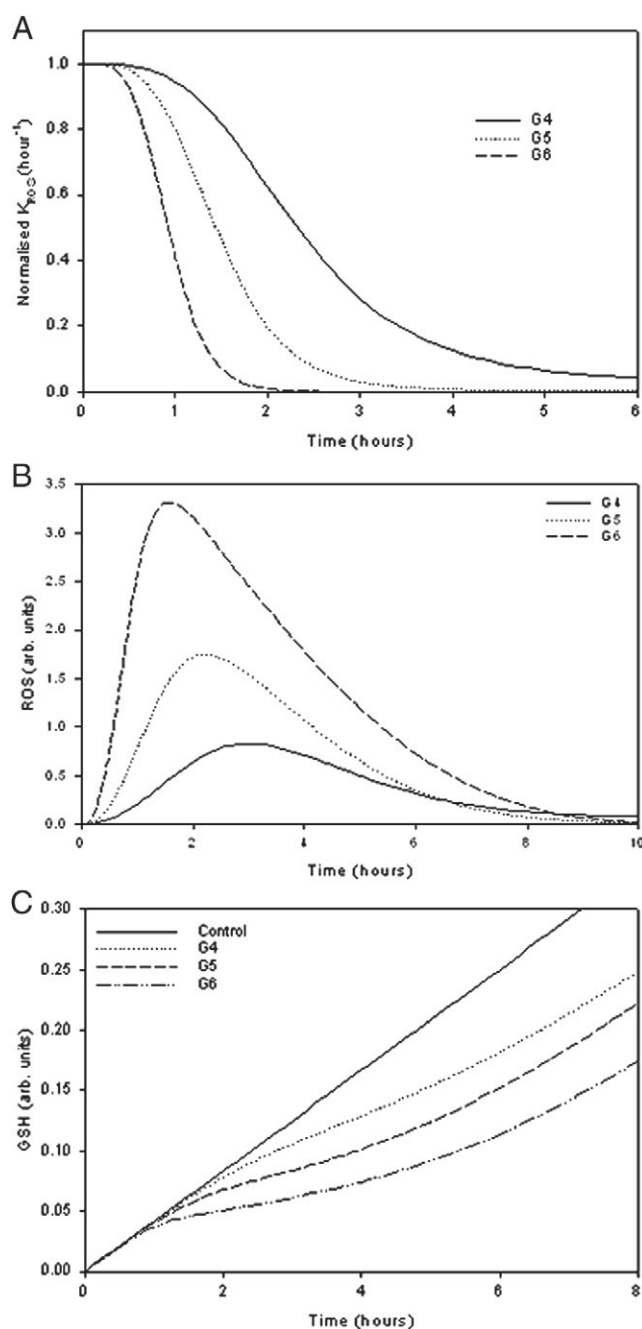 A
Normalised K_ROS (hour⁻¹)
1.0
0.8
0.6
0.4
0.2
0.0
G4
G5
G6
0 1 2 3 4 5 6
Time (hours)
B
ROS (arb. units)
3.5
3.0
2.5
2.0
1.5
1.0
0.5
0.0
G4
G5
G6
0 2 4 6 8 10
Time (hours)
C
GSH (arb. units)
0.30
0.25
0.20
0.15
0.10
0.05
0.00
Control
G4
G5
G6
0 2 4 6 8
Time (hours)